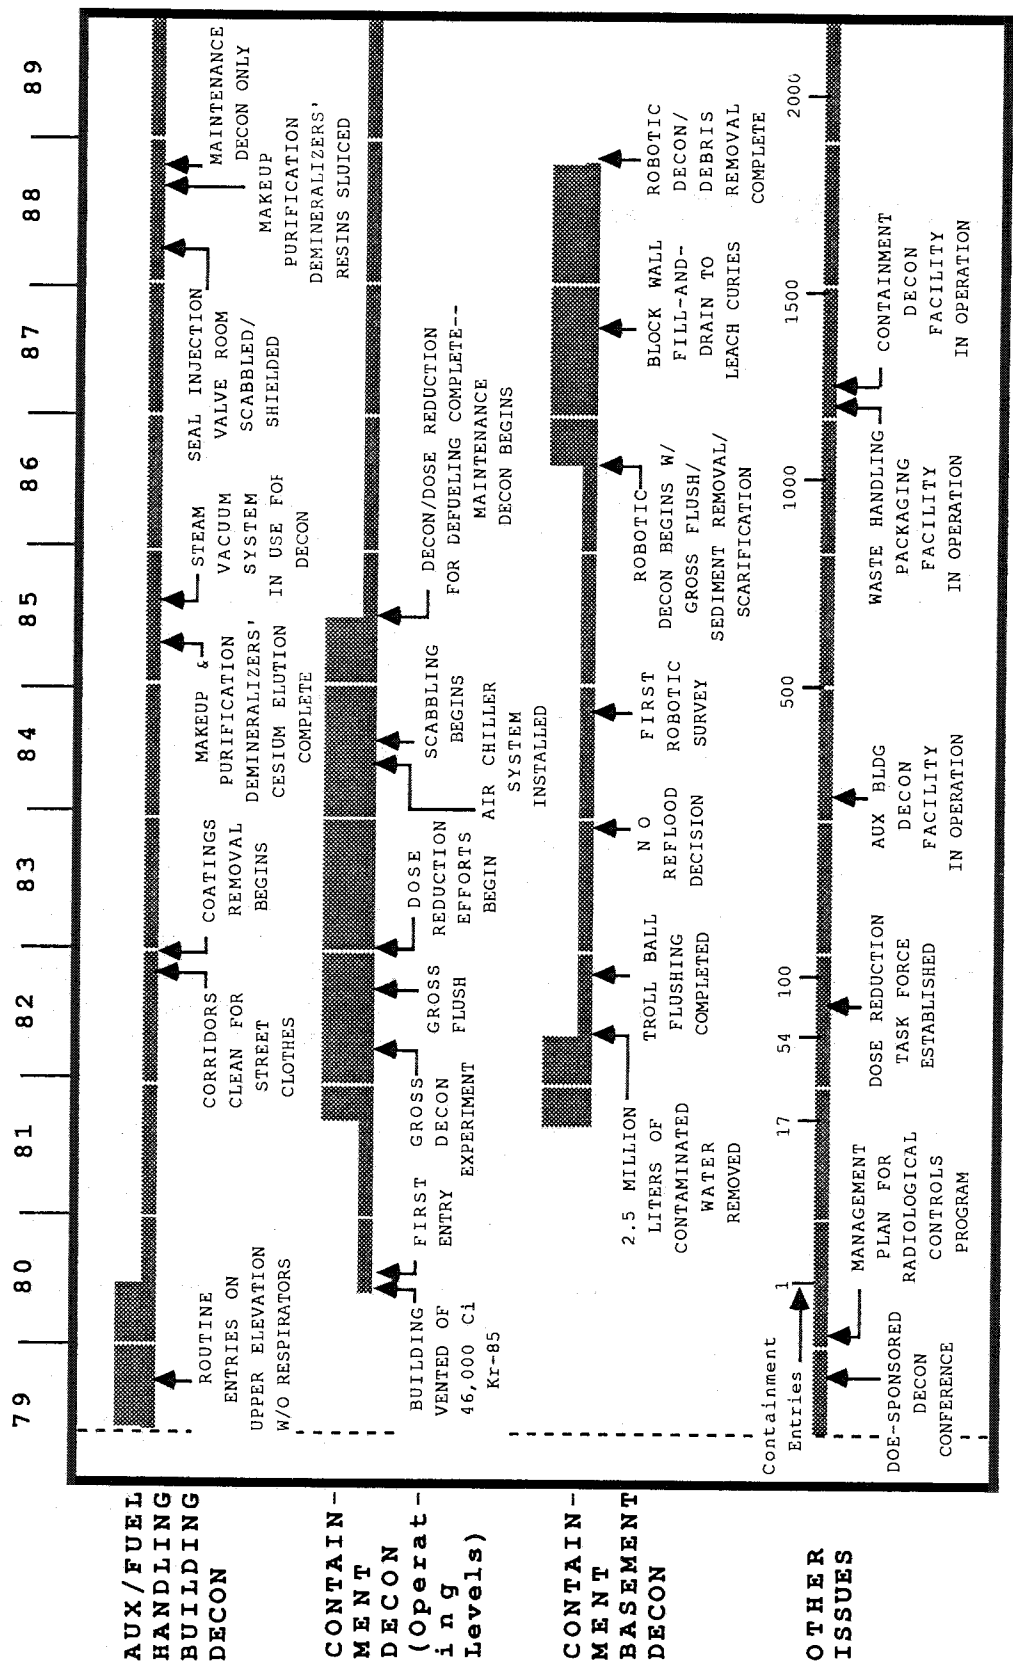 79 80 81 82 83 84 85 86 87 88 89
AUX/FUEL
HANDLING
BUILDING
DECON
ROUTINE
ENTRIES ON
UPPER ELEVATION
W/O RESPIRATORS
CORRIDORS
CLEAN FOR
STREET
CLOTHES
COATINGS
REMOVAL
BEGINS
MAKEUP &
PURIFICATION
DEMINERALIZERS'
CESIUM ELUTION
COMPLETE
STEAM
VACUUM
SYSTEM
IN USE FOR
DECON
SEAL INJECTION
VALVE ROOM
SCABBLED/
SHIELDED
MAKEUP
PURIFICATION
DEMINERALIZERS'
RESINS SLUICED
MAINTENANCE
DECON ONLY
CONTAIN-
MENT
DECON
(Operat-
ing
Levels)
BUILDING
VENTED OF
46,000 Ci
Kr-85
FIRST
ENTRY
GROSS
DECON
EXPERIMENT
GROSS
FLUSH
DOSE
REDUCTION
EFFORTS
BEGIN
AIR CHILLER
SYSTEM
INSTALLED
SCABBLING
BEGINS
DECON/DOSE REDUCTION
FOR DEFUELING COMPLETE--
MAINTENANCE
DECON BEGINS
CONTAIN-
MENT
BASEMENT
DECON
2.5 MILLION
LITERS OF
CONTAMINATED
WATER
REMOVED
TROLL BALL
FLUSHING
COMPLETED
NO
REFLOOD
DECISION
FIRST
ROBOTIC
SURVEY
ROBOTIC
DECON BEGINS W/
GROSS FLUSH/
SEDIMENT REMOVAL/
SCARIFICATION
BLOCK WALL
FILL-AND-
DRAIN TO
LEACH CURIES
ROBOTIC
DECON/
DEBRIS
REMOVAL
COMPLETE
OTHER
ISSUES
Containment
Entries
1 17 54 100 500 1000 1500 2000
DOE-SPONSORED
DECON
CONFERENCE
MANAGEMENT
PLAN FOR
RADIOLOGICAL
CONTROLS
PROGRAM
DOSE REDUCTION
TASK FORCE
ESTABLISHED
AUX BLDG
DECON
FACILITY
IN OPERATION
WASTE HANDLING
PACKAGING
FACILITY
IN OPERATION
CONTAINMENT
DECON
FACILITY
IN OPERATION